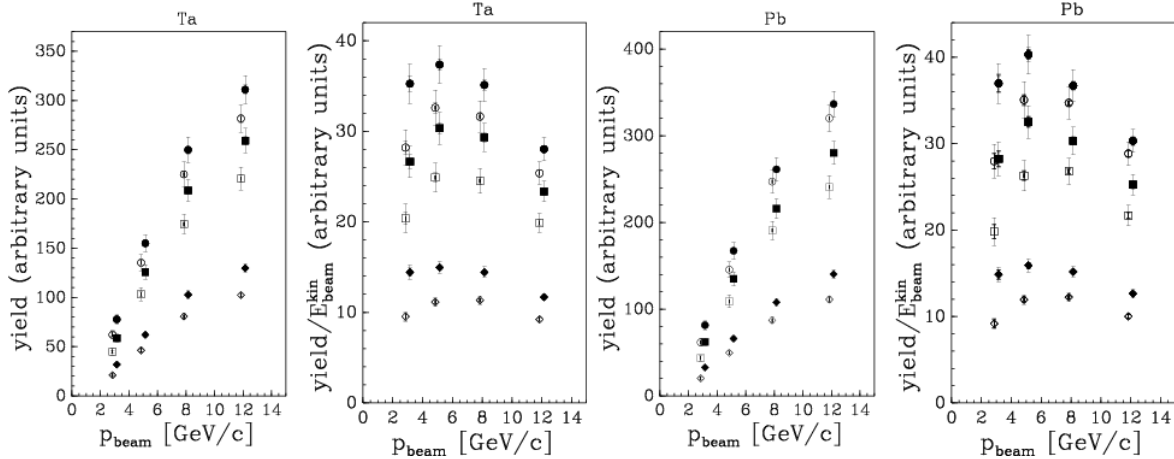 Ta
yield (arbitrary units)
350
300
250
200
150
100
50
0
0 2 4 6 8 10 12 14
p_beam [GeV/c]
Ta
yield/E^kin_beam (arbitrary units)
40
30
20
10
0
0 2 4 6 8 10 12 14
p_beam [GeV/c]
Pb
yield (arbitrary units)
400
300
200
100
0
0 2 4 6 8 10 12 14
p_beam [GeV/c]
Pb
yield/E^kin_beam (arbitrary units)
40
30
20
10
0
0 2 4 6 8 10 12 14
p_beam [GeV/c]